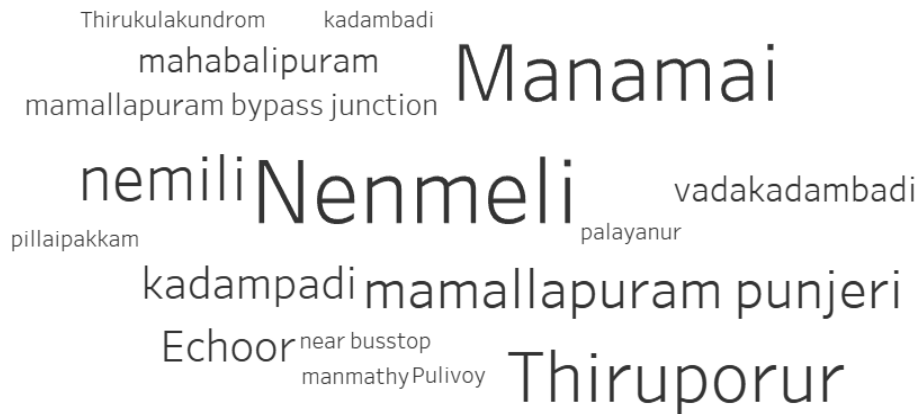 Thirukulakundrom kadambadi
mahabalipuram Manamai
mamallapuram bypass junction
nemili Nenmeli vadakadambadi
pillaipakkam palayanur
kadampadi mamallapuram punjeri
Echoor near busstop
manmathy Pulivoy Thiruporur